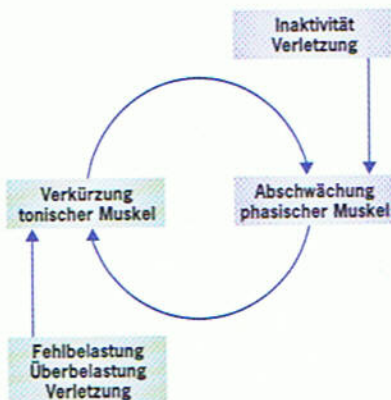 Inaktivität
Verletzung
Verkürzung
tonischer Muskel
Abschwächung
phasischer Muskel
Fehlbelastung
Überbelastung
Verletzung